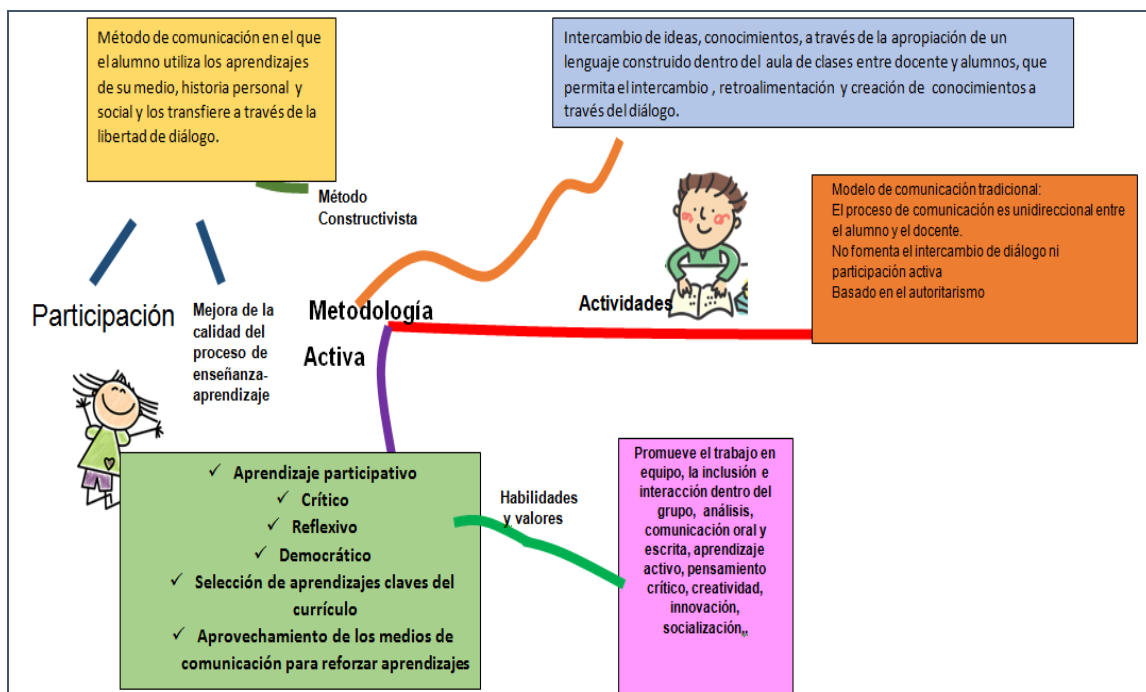 Método de comunicación en el que
el alumno utiliza los aprendizajes
de su medio, historia personal y
social y los transfiere a través de la
libertad de diálogo.
Intercambio de ideas, conocimientos, a través de la apropiación de un
lenguaje construido dentro del aula de clases entre docente y alumnos, que
permita el intercambio , retroalimentación y creación de conocimientos a
través del diálogo.
Método
Constructivista
Modelo de comunicación tradicional:
El proceso de comunicación es unidireccional entre
el alumno y el docente.
No fomenta el intercambio de diálogo ni
participación activa
Basado en el autoritarismo
Participación
Mejora de la
calidad del
proceso de
enseñanza-
aprendizaje
Metodología
Activa
Actividades
✓ Aprendizaje participativo
✓ Crítico
✓ Reflexivo
✓ Democrático
✓ Selección de aprendizajes claves del
currículo
✓ Aprovechamiento de los medios de
comunicación para reforzar aprendizajes
Habilidades
y valores
Promueve el trabajo en
equipo, la inclusión e
interacción dentro del
grupo, análisis,
comunicación oral y
escrita, aprendizaje
activo, pensamiento
crítico, creatividad,
innovación,
socialización,,